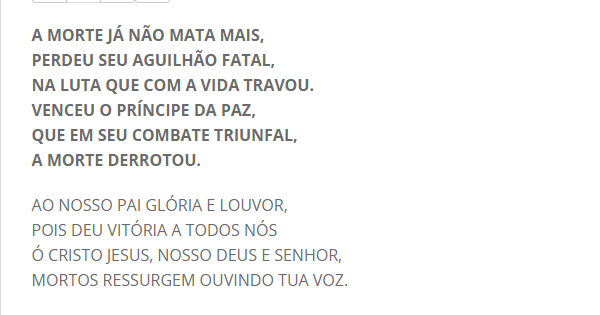 A MORTE JÁ NÃO MATA MAIS,
PERDEU SEU AGUILHÃO FATAL,
NA LUTA QUE COM A VIDA TRAVOU.
VENCEU O PRÍNCIPE DA PAZ,
QUE EM SEU COMBATE TRIUNFAL,
A MORTE DERROTOU.
AO NOSSO PAI GLÓRIA E LOUVOR,
POIS DEU VITÓRIA A TODOS NÓS
Ó CRISTO JESUS, NOSSO DEUS E SENHOR,
MORTOS RESSURGEM OUVINDO TUA VOZ.